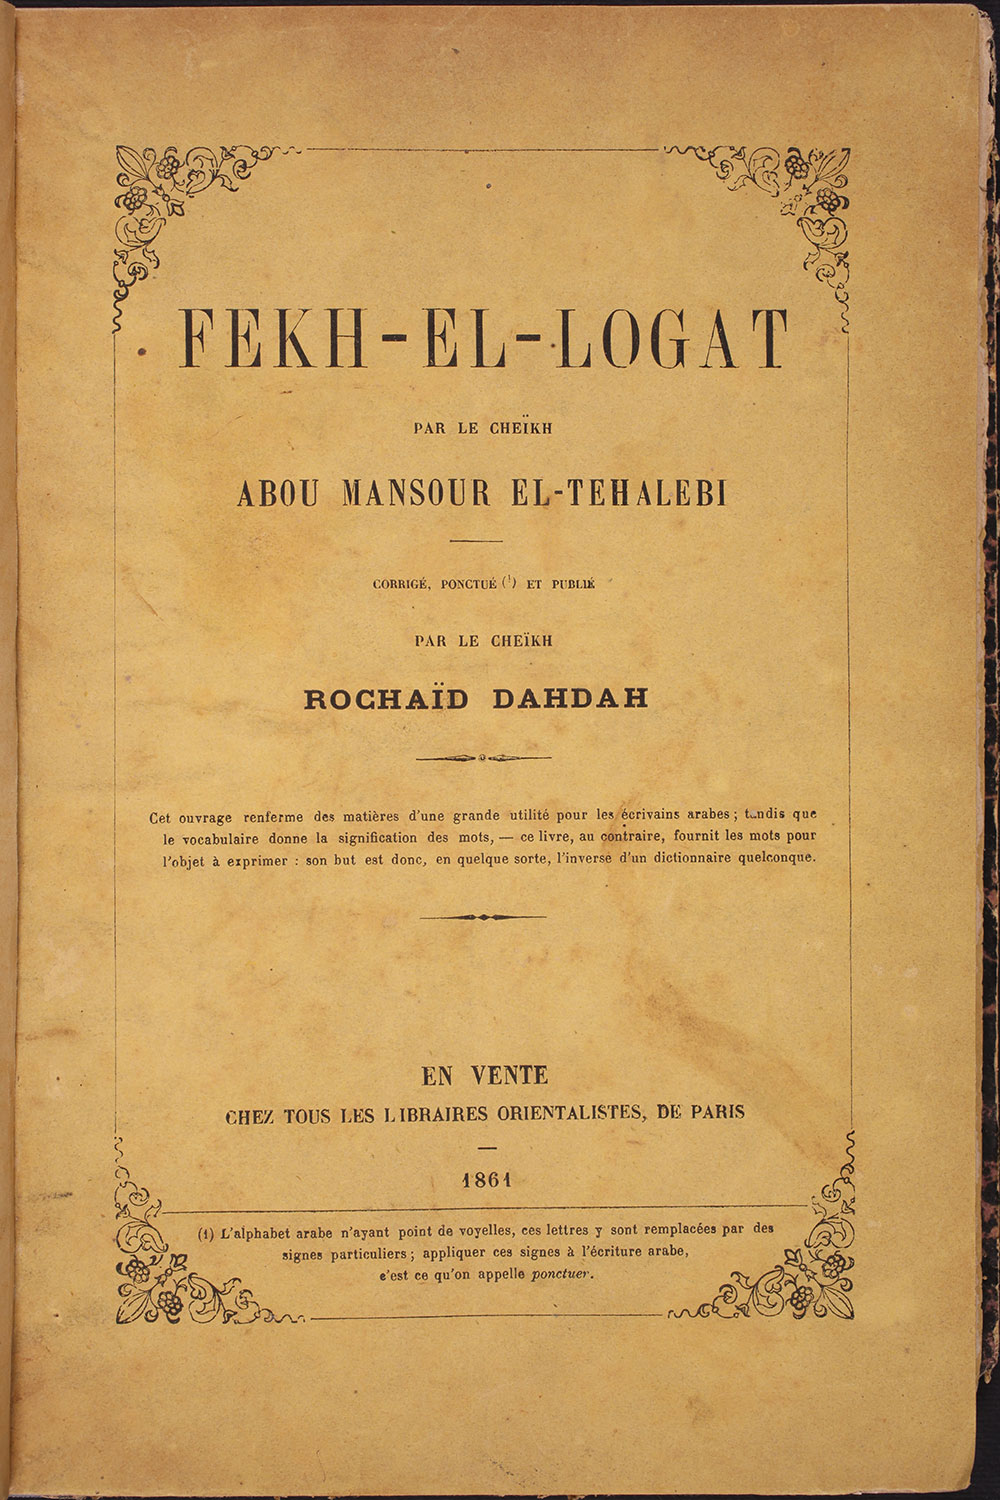 FEKH-EL-LOGAT
PAR LE CHEÏKH
ABOU MANSOUR EL-TEHALEBI
CORRIGÉ, PONCTUÉ (1) ET PUBLIÉ
PAR LE CHEÏKH
ROCHAÏD DAHDAH
Cet ouvrage renferme des matières d'une grande utilité pour les écrivains arabes ; tandis que
le vocabulaire donne la signification des mots, — ce livre, au contraire, fournit les mots pour
l'objet à exprimer : son but est donc, en quelque sorte, l'inverse d'un dictionnaire quelconque.
EN VENTE
CHEZ TOUS LES LIBRAIRES ORIENTALISTES, DE PARIS
1861
(1) L'alphabet arabe n'ayant point de voyelles, ces lettres y sont remplacées par des
signes particuliers ; appliquer ces signes à l'écriture arabe,
c'est ce qu'on appelle ponctuer.